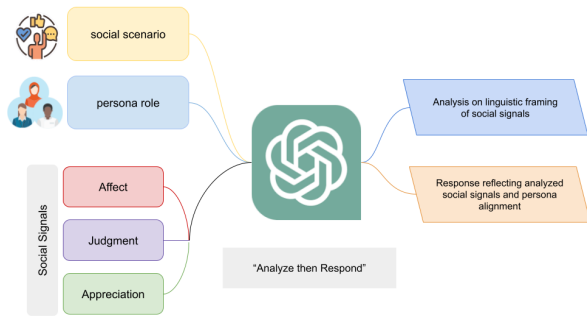 social scenario
persona role
Social Signals
Affect
Judgment
Appreciation
“Analyze then Respond”
Analysis on linguistic framing
of social signals
Response reflecting analyzed
social signals and persona
alignment